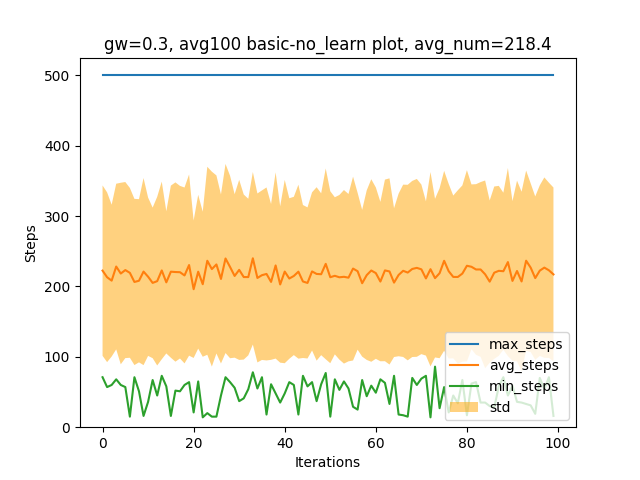 gw=0.3, avg100 basic-no_learn plot, avg_num=218.4
500
400
300
200
100
0
Steps
0
20
40
60
80
100
Iterations
max_steps
avg_steps
min_steps
std